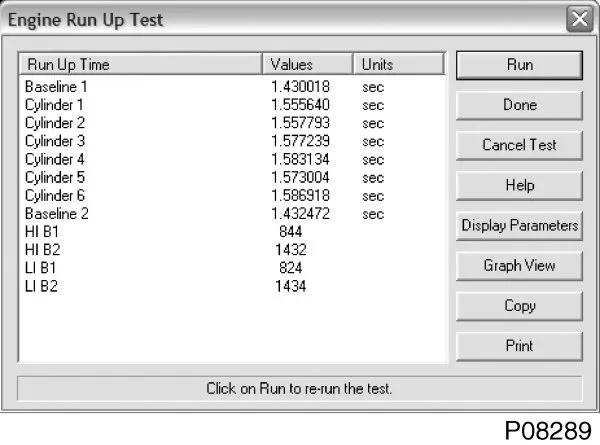 Engine Run Up Test
Run Up Time Values Units
Baseline 1 1.430018 sec
Cylinder 1 1.555640 sec
Cylinder 2 1.557793 sec
Cylinder 3 1.577239 sec
Cylinder 4 1.583134 sec
Cylinder 5 1.573004 sec
Cylinder 6 1.586918 sec
Baseline 2 1.432472 sec
HI B1 844
HI B2 1432
LI B1 824
LI B2 1434
Run
Done
Cancel Test
Help
Display Parameters
Graph View
Copy
Print
Click on Run to re-run the test.
P08289